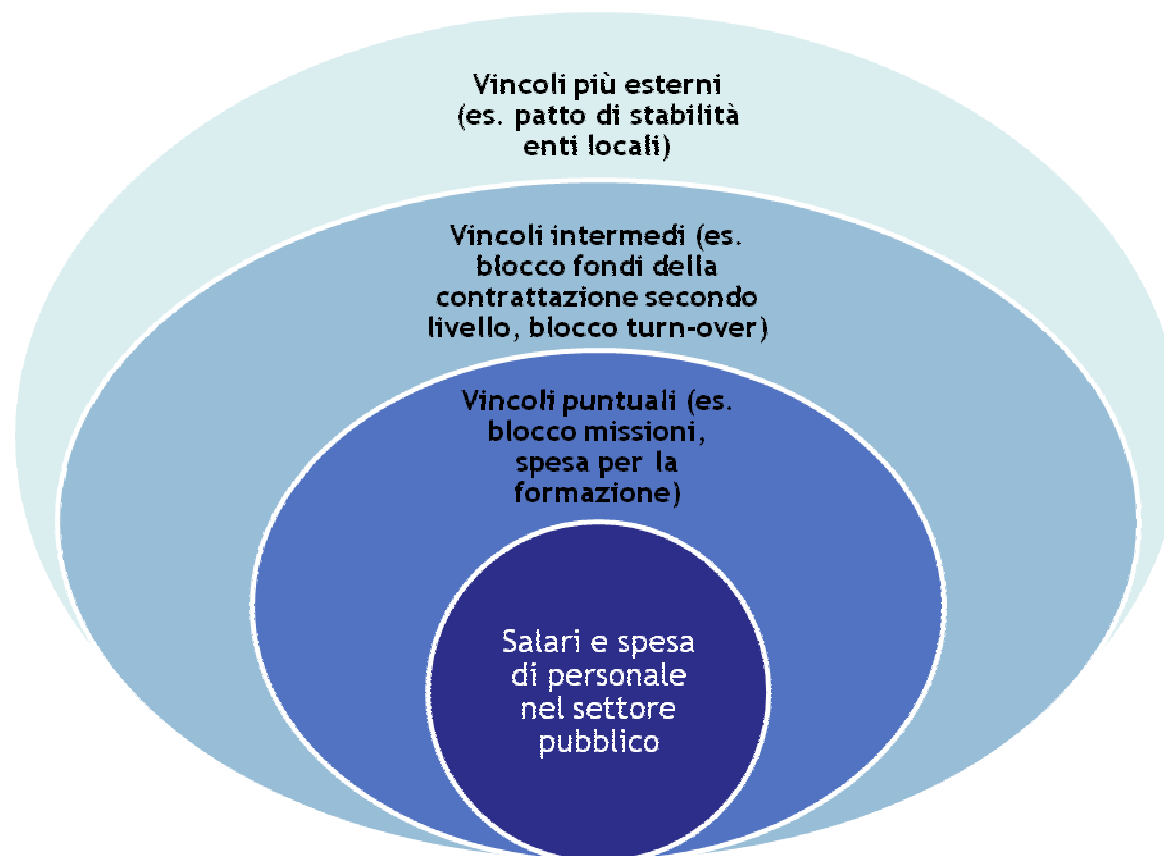 Vincoli più esterni
(es. patto di stabilità
enti locali)
Vincoli intermedi (es.
blocco fondi della
contrattazione secondo
livello, blocco turn-over)
Vincoli puntuali (es.
blocco missioni,
spesa per la
formazione)
Salari e spesa
di personale
nel settore
pubblico